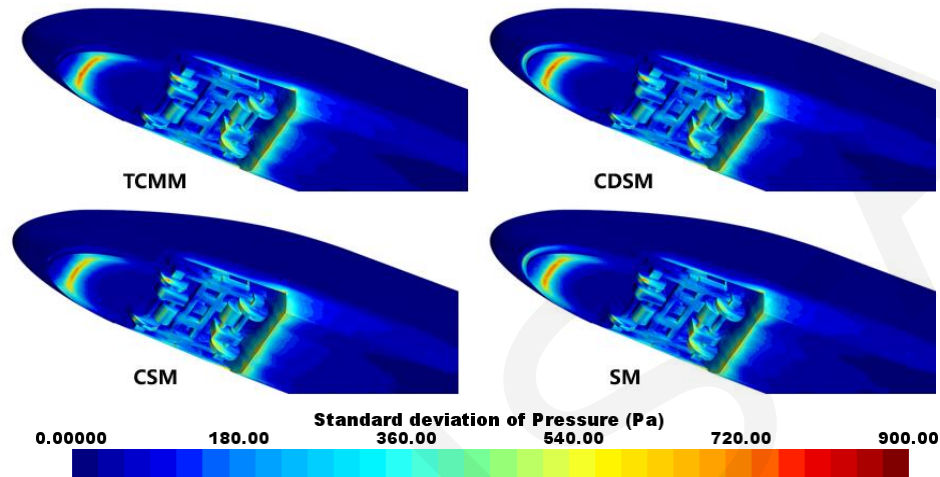 TCMM
CDSM
CSM
SM
Standard deviation of Pressure (Pa)
0.00000 180.00 360.00 540.00 720.00 900.00